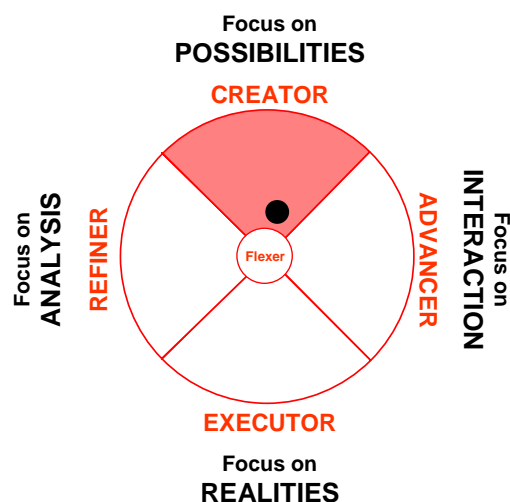 Focus on
POSSIBILITIES
CREATOR
Focus on
ANALYSIS
REFINER
Flexer
ADVANCER
Focus on
INTERACTION
EXECUTOR
Focus on
REALITIES